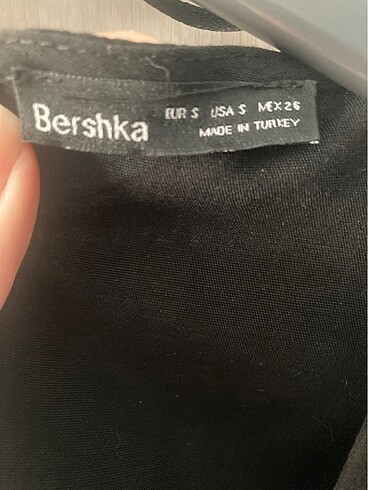 Bershka
EUR S USA S MEX 26
MADE IN TURKEY